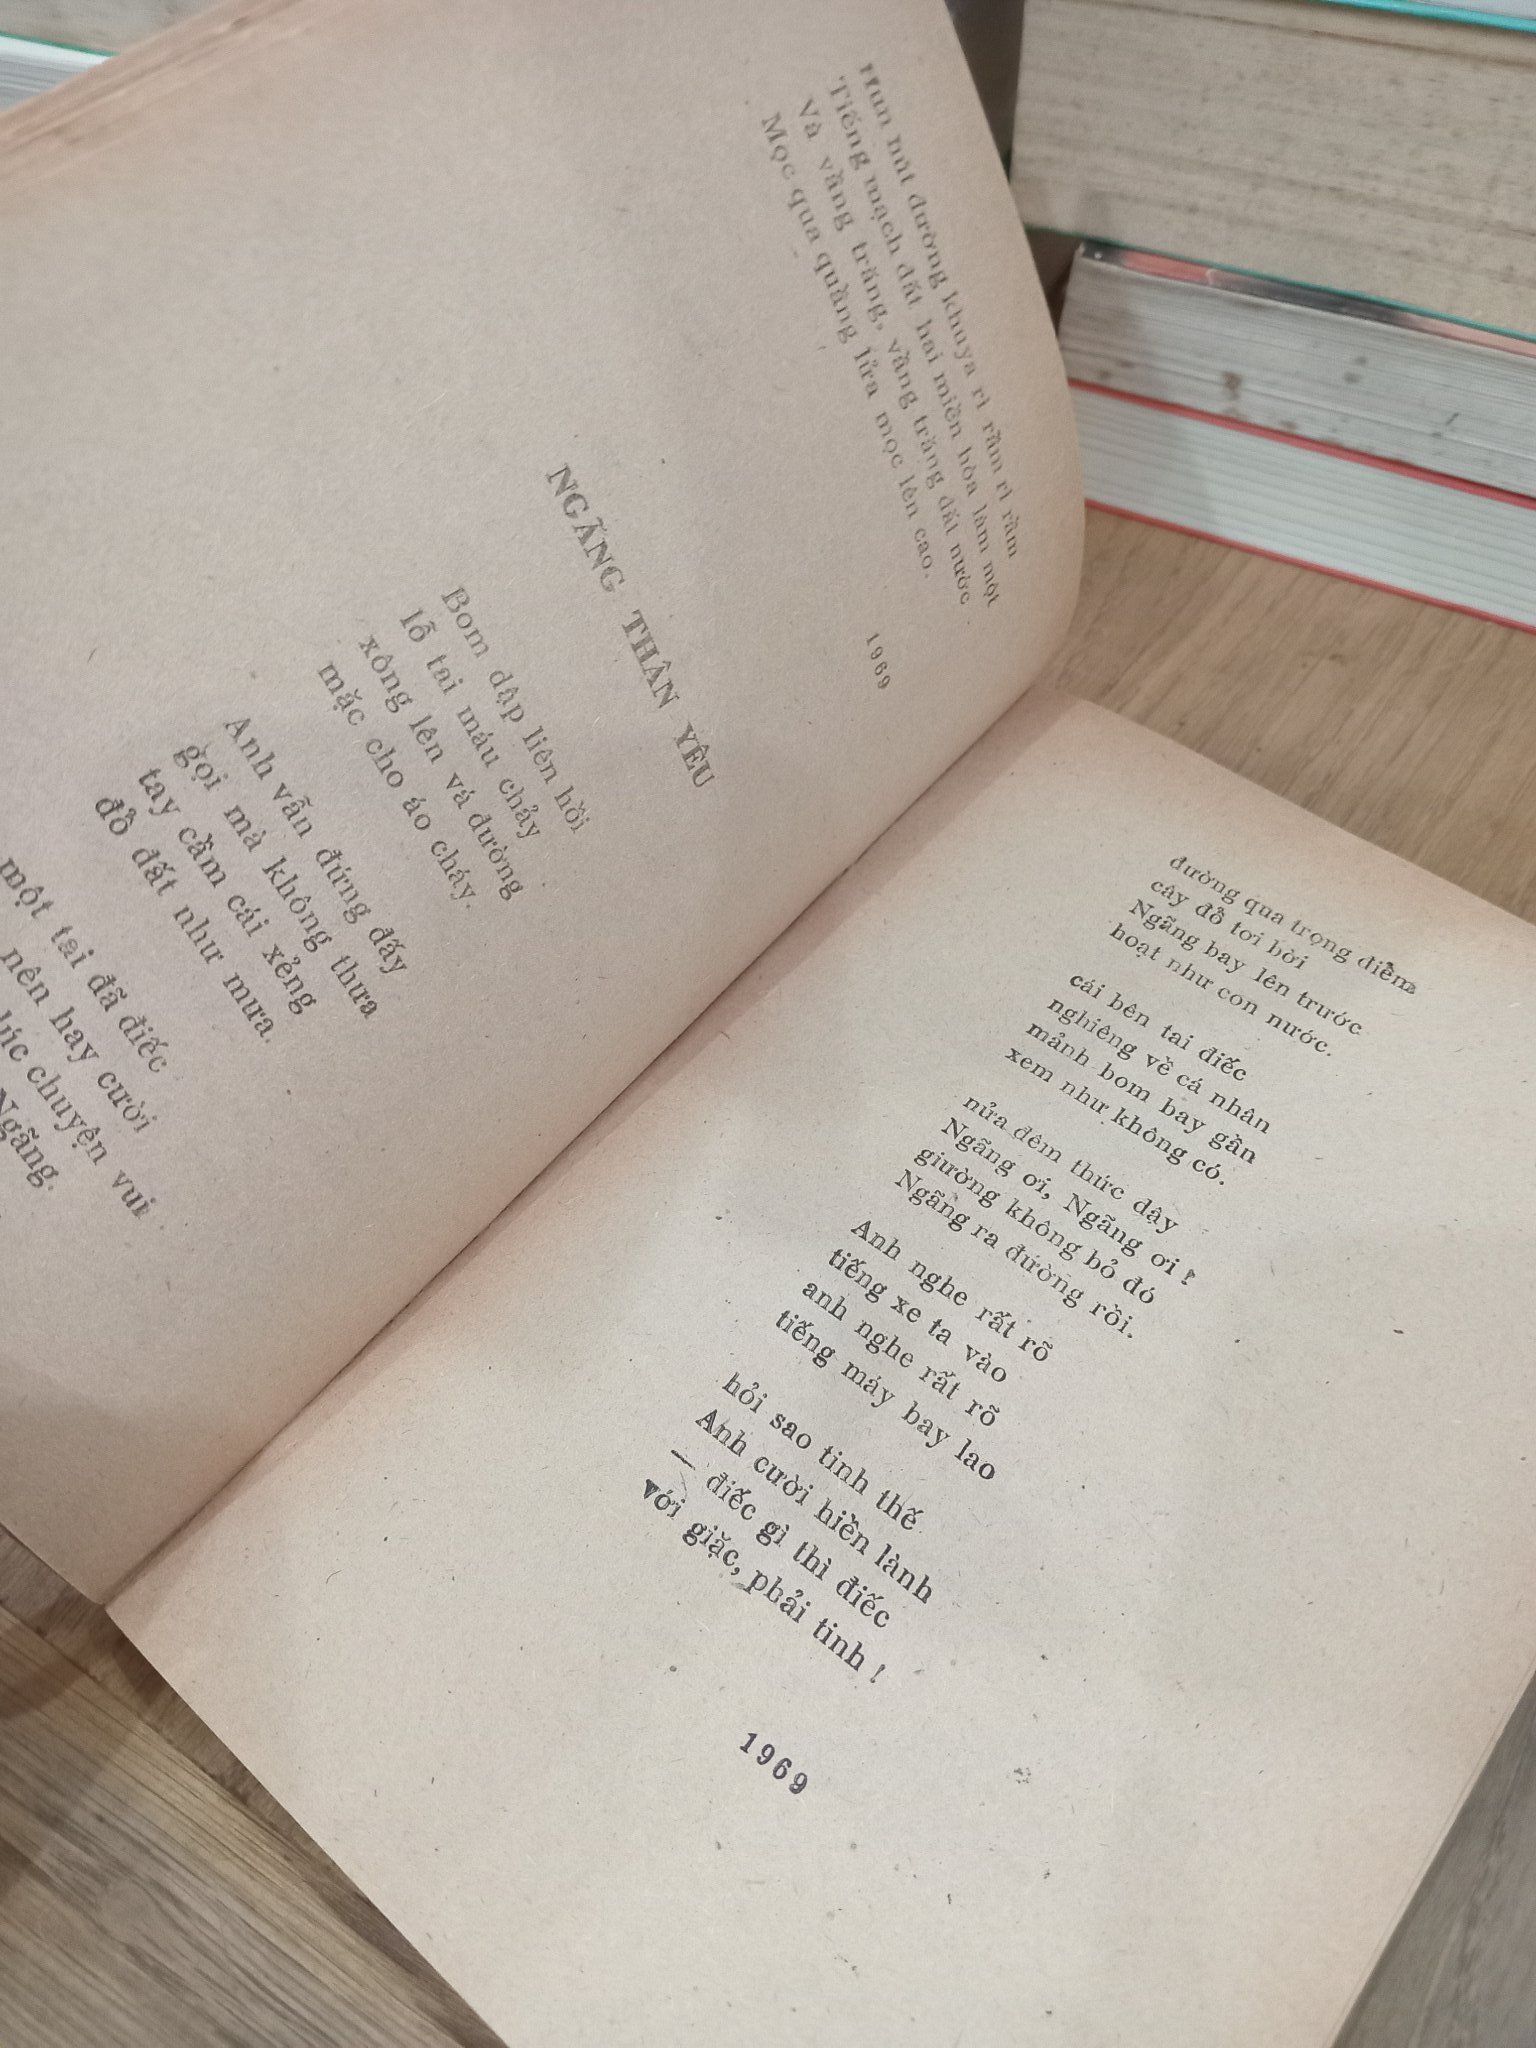 Hun hút đường khuya rì rầm rì rầm
Tiếng mạch đất hai miền hòa làm một
Và vầng trăng, vầng trăng đất nước
Mọc qua quầng lửa mọc lên cao.
1969
NGÃNG THÂN YÊU
Bom dập liên hồi
lỗ tai máu chảy
xông lên vá đường
mặc cho áo cháy.
Anh vẫn đứng đấy
gọi mà không thưa
tay cầm cái xẻng
đổ đất như mưa.
một tai đã điếc
nên hay cười
lúc chuyện vui
Ngãng.
đường qua trọng điểm
cây đổ tơi bời
Ngãng bay lên trước
hoạt như con nước.
cái bên tai điếc
nghiêng về cá nhân
mảnh bom bay gần
xem như không có.
nửa đêm thức dậy
Ngãng ơi, Ngãng ơi !
giường không bỏ đó
Ngãng ra đường rồi.
Anh nghe rất rõ
tiếng xe ta vào
anh nghe rất rõ
tiếng máy bay lao
hỏi sao tinh thế
Anh cười hiền lành
— điếc gì thì điếc
với giặc, phải tinh !
1969